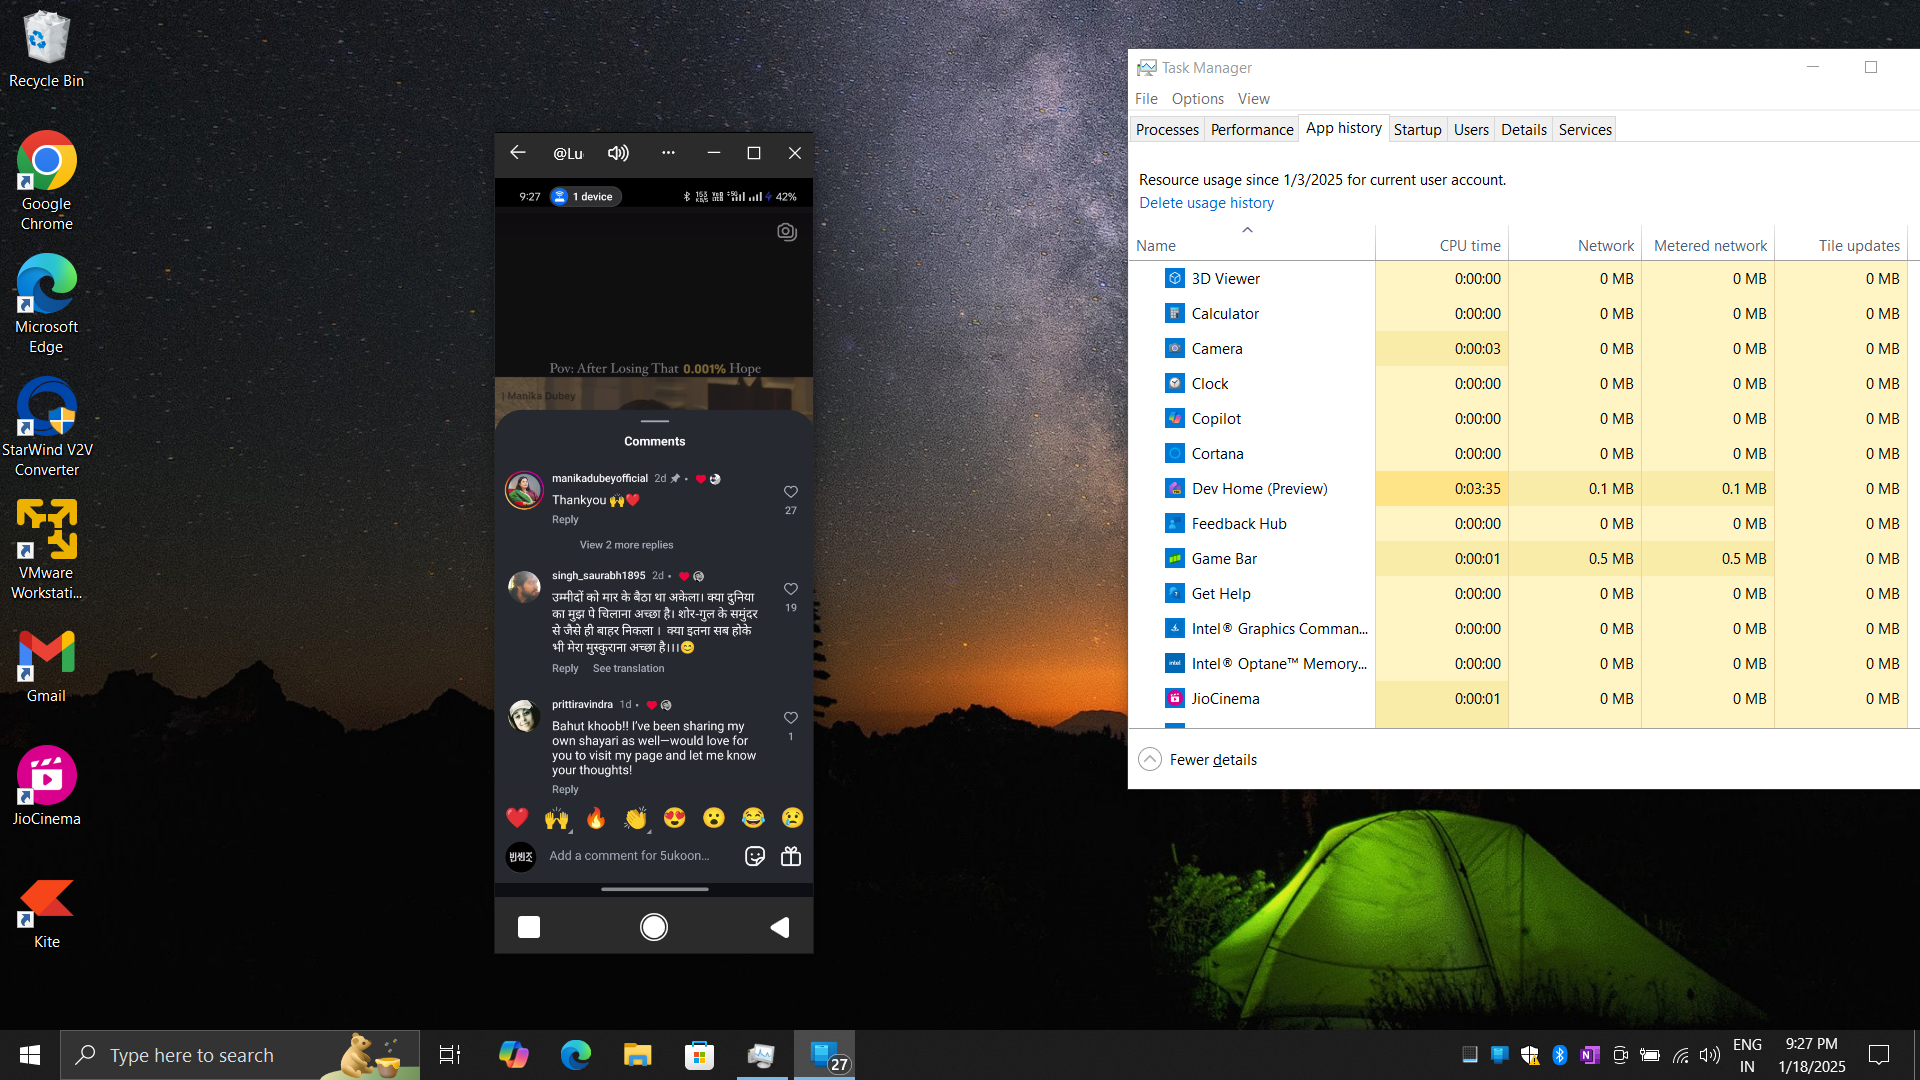 Recycle Bin
Google
Chrome
Microsoft
Edge
StarWind V2V
Converter
VMware
Workstati...
Gmail
JioCinema
Kite
@Lu
9:27
1 device
42%
Pov: After Losing That 0.001% Hope
| Manika Dubey
Comments
manikadubeyofficial 2d
Thankyou 🙌❤️
27
Reply
View 2 more replies
singh_saurabh1895 2d
उम्मीदों को मार के बैठा था अकेला। क्या दुनिया
का मुझ पे चिलाना अच्छा है। शोर-गुल के समुंदर
से जैसे ही बाहर निकला । क्या इतना सब होके
भी मेरा मुस्कुराना अच्छा है।।।😊
19
Reply See translation
prittiravindra 1d
Bahut khoob!! I've been sharing my
own shayari as well—would love for
you to visit my page and let me know
your thoughts!
1
Reply
❤️ 🙌 🔥 👏 😍 😮 😂 😢
빈센조
Add a comment for 5ukoon...
Task Manager
File Options View
Processes Performance App history Startup Users Details Services
Resource usage since 1/3/2025 for current user account.
Delete usage history
Name CPU time Network Metered network Tile updates
3D Viewer 0:00:00 0 MB 0 MB 0 MB
Calculator 0:00:00 0 MB 0 MB 0 MB
Camera 0:00:03 0 MB 0 MB 0 MB
Clock 0:00:00 0 MB 0 MB 0 MB
Copilot 0:00:00 0 MB 0 MB 0 MB
Cortana 0:00:00 0 MB 0 MB 0 MB
Dev Home (Preview) 0:03:35 0.1 MB 0.1 MB 0 MB
Feedback Hub 0:00:00 0 MB 0 MB 0 MB
Game Bar 0:00:01 0.5 MB 0.5 MB 0 MB
Get Help 0:00:00 0 MB 0 MB 0 MB
Intel® Graphics Comman... 0:00:00 0 MB 0 MB 0 MB
Intel® Optane™ Memory... 0:00:00 0 MB 0 MB 0 MB
JioCinema 0:00:01 0 MB 0 MB 0 MB
Fewer details
Type here to search
27
ENG
IN
9:27 PM
1/18/2025